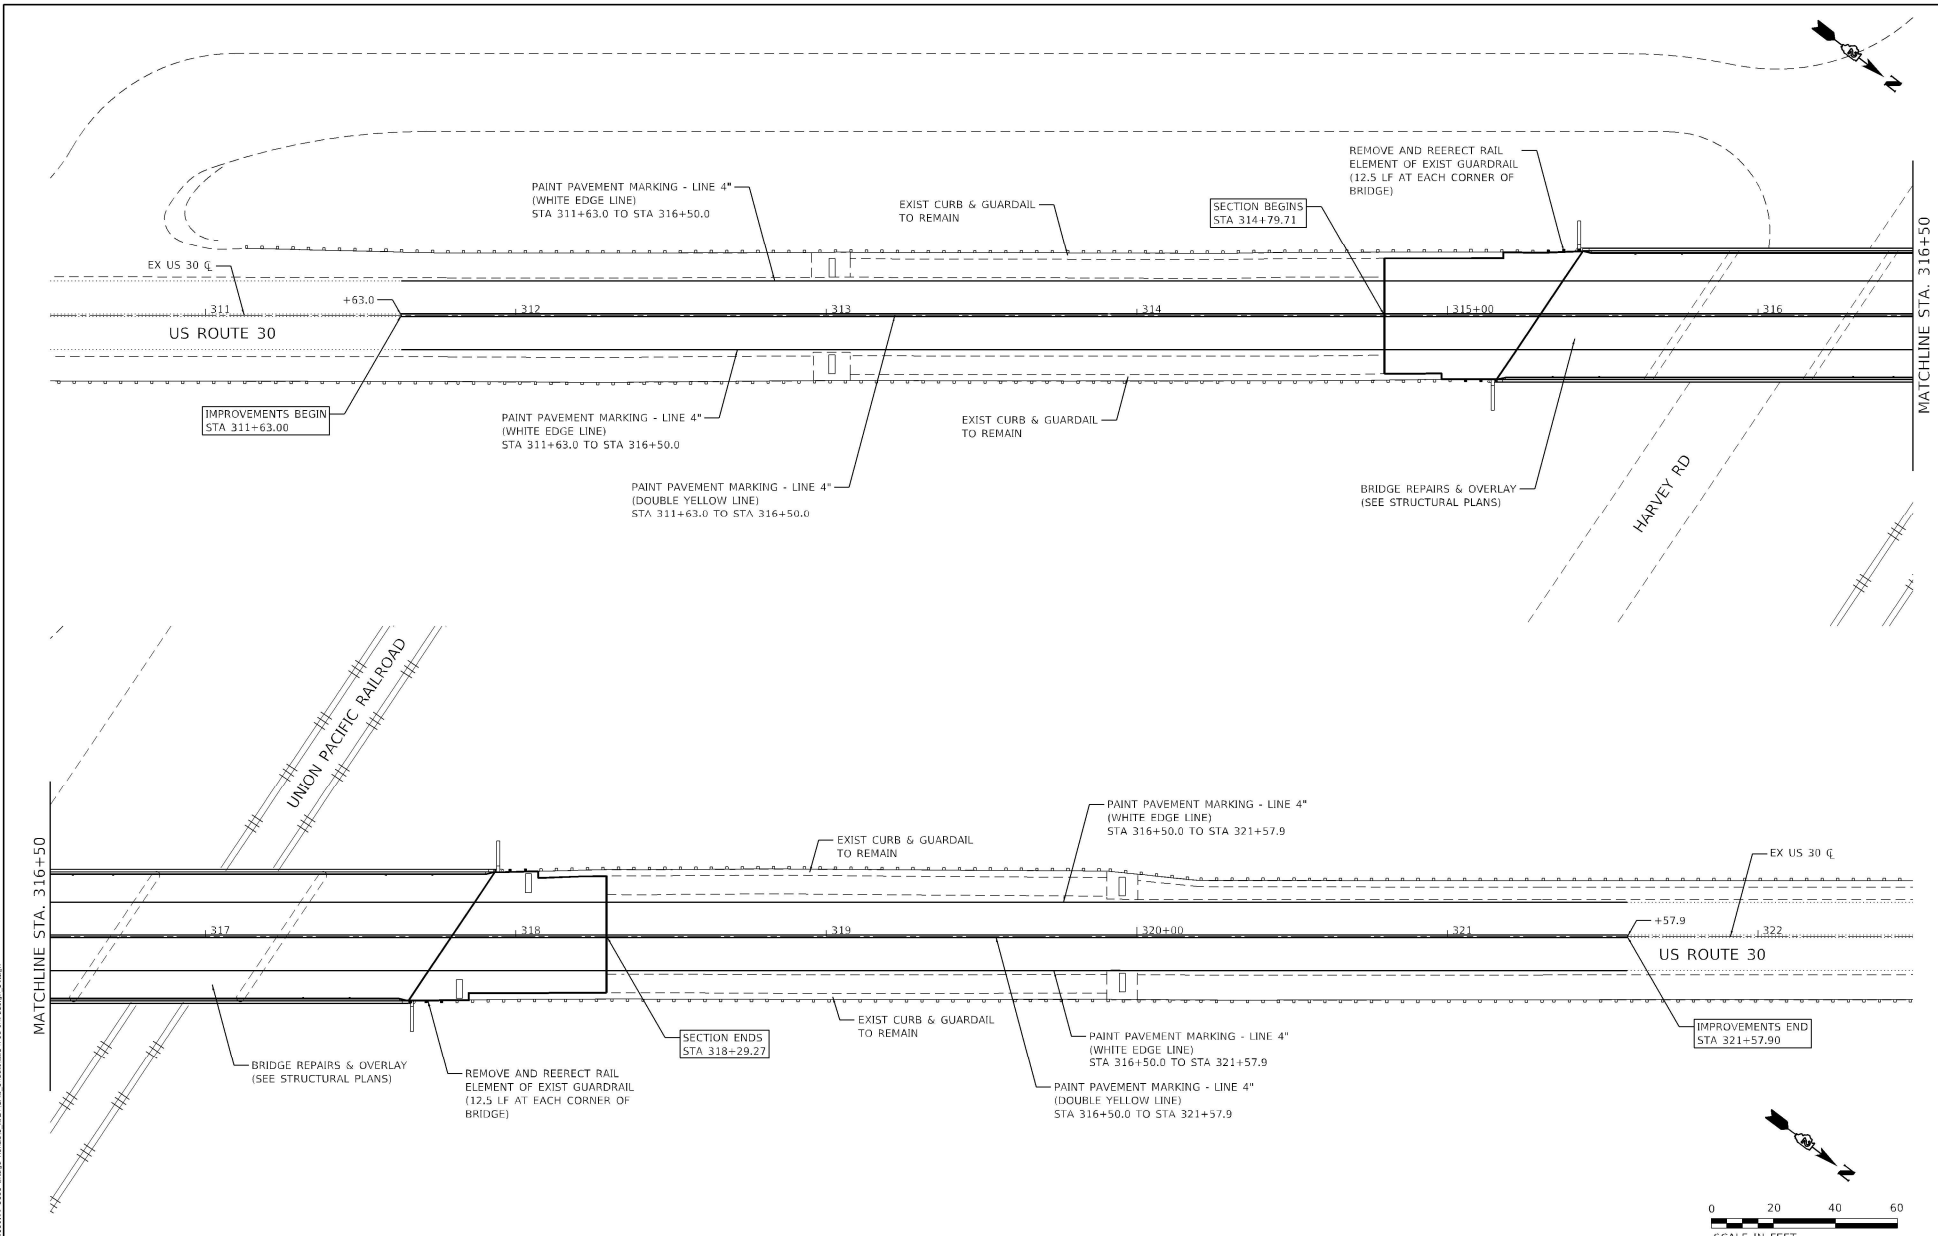 N
REMOVE AND REERECT RAIL
ELEMENT OF EXIST GUARDRAIL
(12.5 LF AT EACH CORNER OF
BRIDGE)
PAINT PAVEMENT MARKING - LINE 4"
(WHITE EDGE LINE)
STA 311+63.0 TO STA 316+50.0
EXIST CURB & GUARDAIL
TO REMAIN
SECTION BEGINS
STA 314+79.71
MATCHLINE STA. 316+50
EX US 30 ℄
+63.0
311
312
313
314
315+00
316
US ROUTE 30
IMPROVEMENTS BEGIN
STA 311+63.00
PAINT PAVEMENT MARKING - LINE 4"
(WHITE EDGE LINE)
STA 311+63.0 TO STA 316+50.0
EXIST CURB & GUARDAIL
TO REMAIN
PAINT PAVEMENT MARKING - LINE 4"
(DOUBLE YELLOW LINE)
STA 311+63.0 TO STA 316+50.0
BRIDGE REPAIRS & OVERLAY
(SEE STRUCTURAL PLANS)
HARVEY RD
UNION PACIFIC RAILROAD
MATCHLINE STA. 316+50
PAINT PAVEMENT MARKING - LINE 4"
(WHITE EDGE LINE)
STA 316+50.0 TO STA 321+57.9
EXIST CURB & GUARDAIL
TO REMAIN
EX US 30 ℄
+57.9
317
318
319
320+00
321
322
US ROUTE 30
EXIST CURB & GUARDAIL
TO REMAIN
SECTION ENDS
STA 318+29.27
IMPROVEMENTS END
STA 321+57.90
PAINT PAVEMENT MARKING - LINE 4"
(WHITE EDGE LINE)
STA 316+50.0 TO STA 321+57.9
BRIDGE REPAIRS & OVERLAY
(SEE STRUCTURAL PLANS)
REMOVE AND REERECT RAIL
ELEMENT OF EXIST GUARDRAIL
(12.5 LF AT EACH CORNER OF
BRIDGE)
PAINT PAVEMENT MARKING - LINE 4"
(DOUBLE YELLOW LINE)
STA 316+50.0 TO STA 321+57.9
N
0 20 40 60
SCALE IN FEET